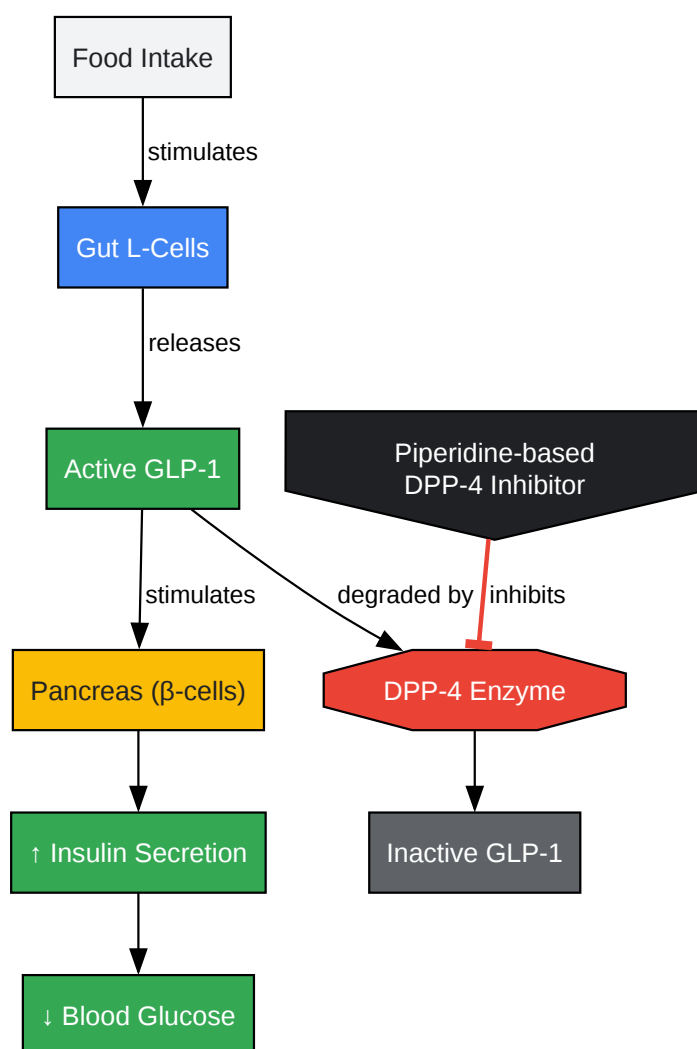 Food Intake
stimulates
Gut L-Cells
releases
Active GLP-1
Piperidine-based
DPP-4 Inhibitor
stimulates
degraded by
inhibits
Pancreas (β-cells)
DPP-4 Enzyme
↑ Insulin Secretion
Inactive GLP-1
↓ Blood Glucose